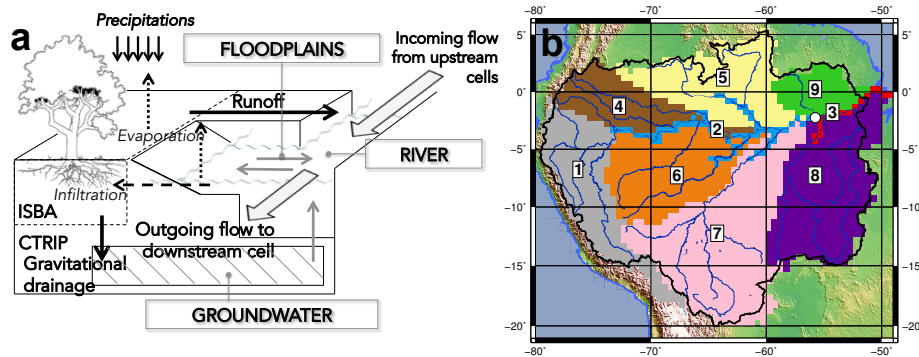 a
Precipitations
FLOODPLAINS
Incoming flow
from upstream
cells
Runoff
Evaporation
RIVER
Infiltration
ISBA
CTRIP
Gravitational
drainage
Outgoing flow to
downstream cell
GROUNDWATER
b
−80°
−70°
−60°
−50°
5°
5°
0°
0°
−5°
−5°
−10°
−10°
−15°
−15°
−20°
−20°
−80°
−70°
−60°
−50°
5
9
4
3
2
1
6
8
7